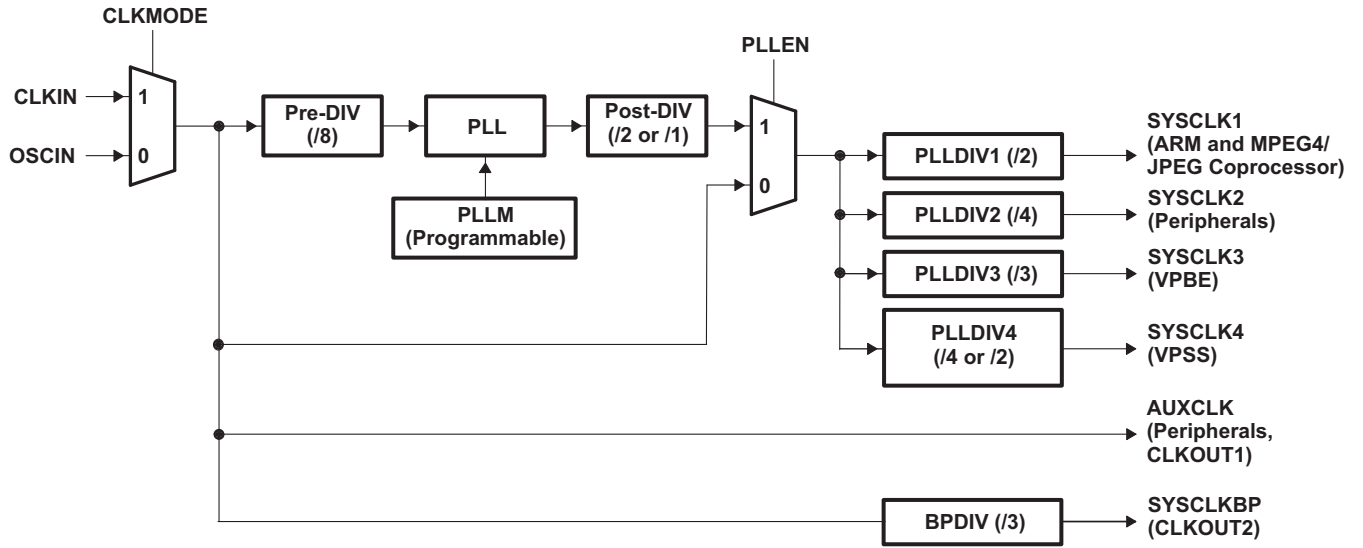 CLKMODE
PLLEN
CLKIN
OSCIN
1
0
Pre-DIV
(/8)
PLL
Post-DIV
(/2 or /1)
PLLM
(Programmable)
1
0
PLLDIV1 (/2)
SYSCLK1
(ARM and MPEG4/
JPEG Coprocessor)
PLLDIV2 (/4)
SYSCLK2
(Peripherals)
PLLDIV3 (/3)
SYSCLK3
(VPBE)
PLLDIV4
(/4 or /2)
SYSCLK4
(VPSS)
AUXCLK
(Peripherals,
CLKOUT1)
BPDIV (/3)
SYSCLKBP
(CLKOUT2)